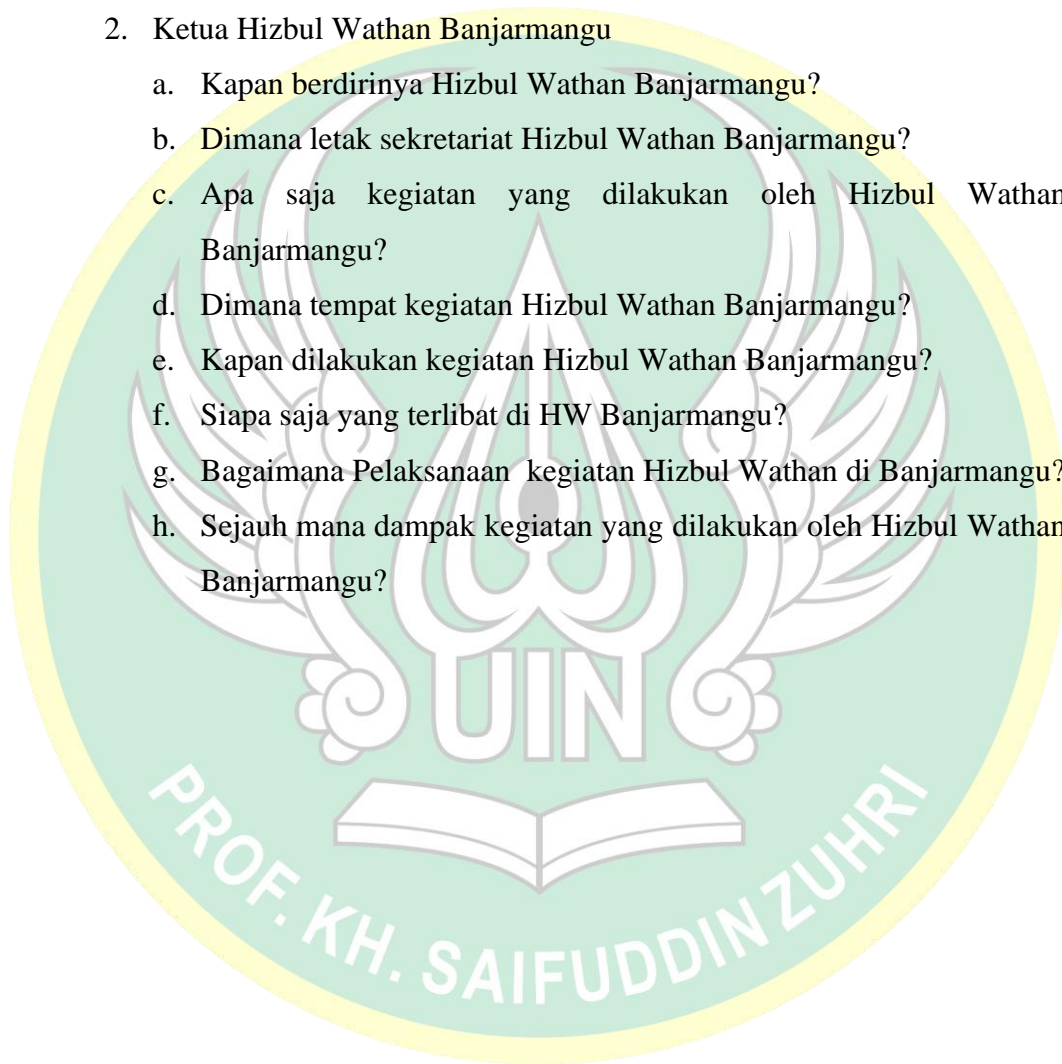 2. Ketua Hizbul Wathan Banjarmangu
a. Kapan berdirinya Hizbul Wathan Banjarmangu?
b. Dimana letak sekretariat Hizbul Wathan Banjarmangu?
c. Apa saja kegiatan yang dilakukan oleh Hizbul Wathan
Banjarmangu?
d. Dimana tempat kegiatan Hizbul Wathan Banjarmangu?
e. Kapan dilakukan kegiatan Hizbul Wathan Banjarmangu?
f. Siapa saja yang terlibat di HW Banjarmangu?
g. Bagaimana Pelaksanaan kegiatan Hizbul Wathan di Banjarmangu?
h. Sejauh mana dampak kegiatan yang dilakukan oleh Hizbul Wathan
Banjarmangu?
UIN
PROF. KH. SAIFUDDIN ZUHRI